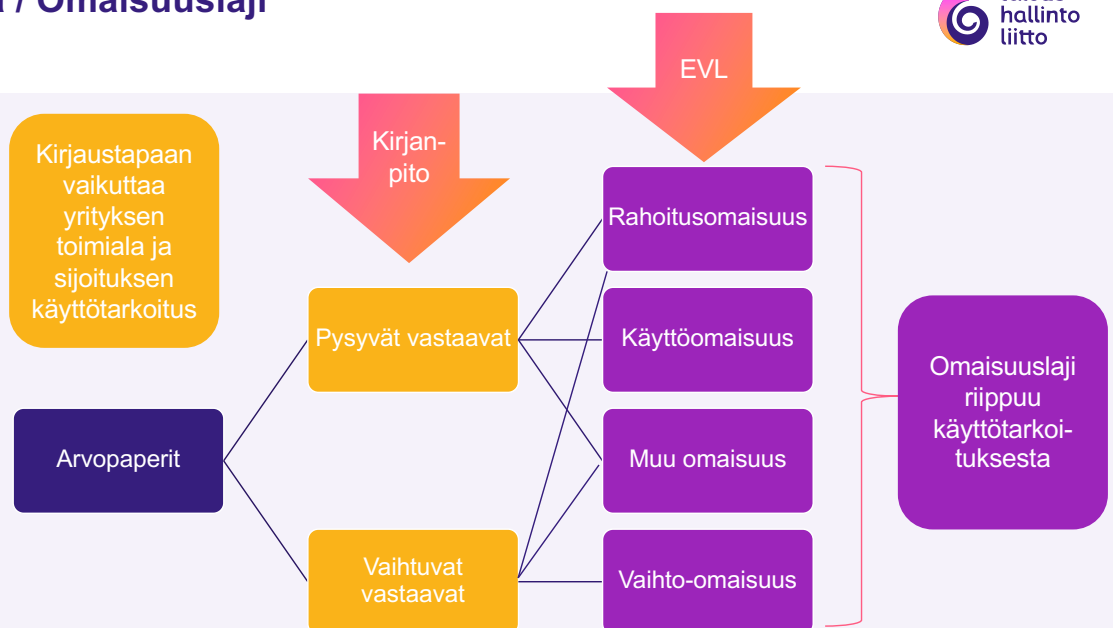 / Omaisuuslaji
hallinto
liitto
EVL
Kirjan-
pito
Kirjaustapaan
vaikuttaa
yrityksen
toimiala ja
sijoituksen
käyttötarkoitus
Rahoitusomaisuus
Pysyvät vastaavat
Käyttöomaisuus
Omaisuuslaji
riippuu
käyttötarkoi-
tuksesta
Arvopaperit
Muu omaisuus
Vaihtuvat
vastaavat
Vaihto-omaisuus